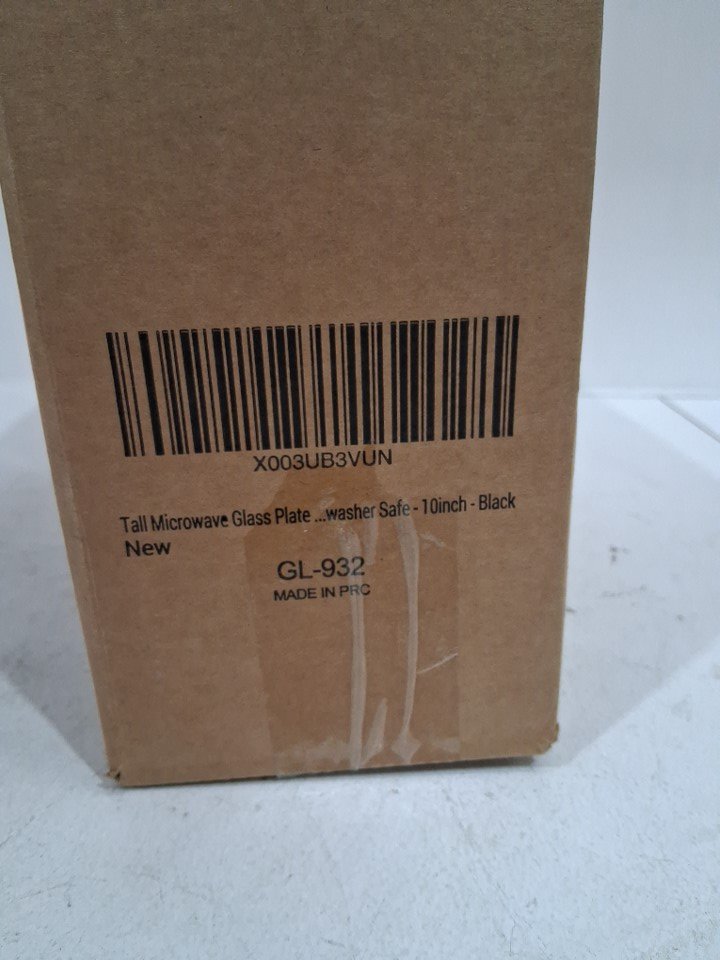 X003UB3VUN
Tall Microwave Glass Plate ...washer Safe - 10inch - Black
New
GL-932
MADE IN PRC